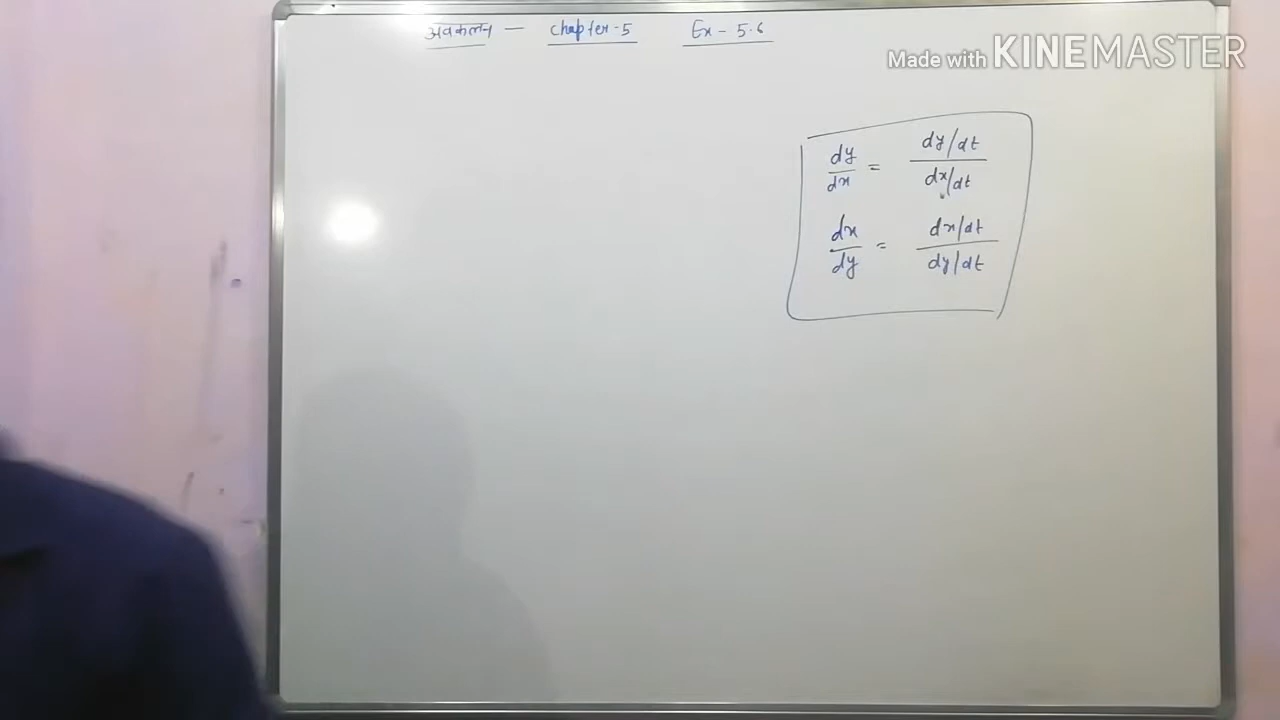 अवकलन — Chapter-5 Ex - 5.6
Made with KINEMASTER
dy/dx = (dy/dt)/(dx/dt)
dx/dy = (dx/dt)/(dy/dt)